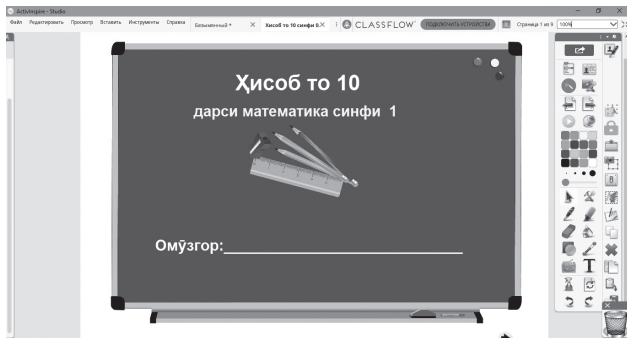 ActivInspire - Studio
Файл Редактировать Просмотр Вставить Инструменты Справка Безымянный * Ҳисоб то 10 синфи 0. CLASSFLOW ПОДКЛЮЧИТЬ УСТРОЙСТВА Страница 1 из 9 100%
Ҳисоб то 10
дарси математика синфи 1
Омӯзгор: